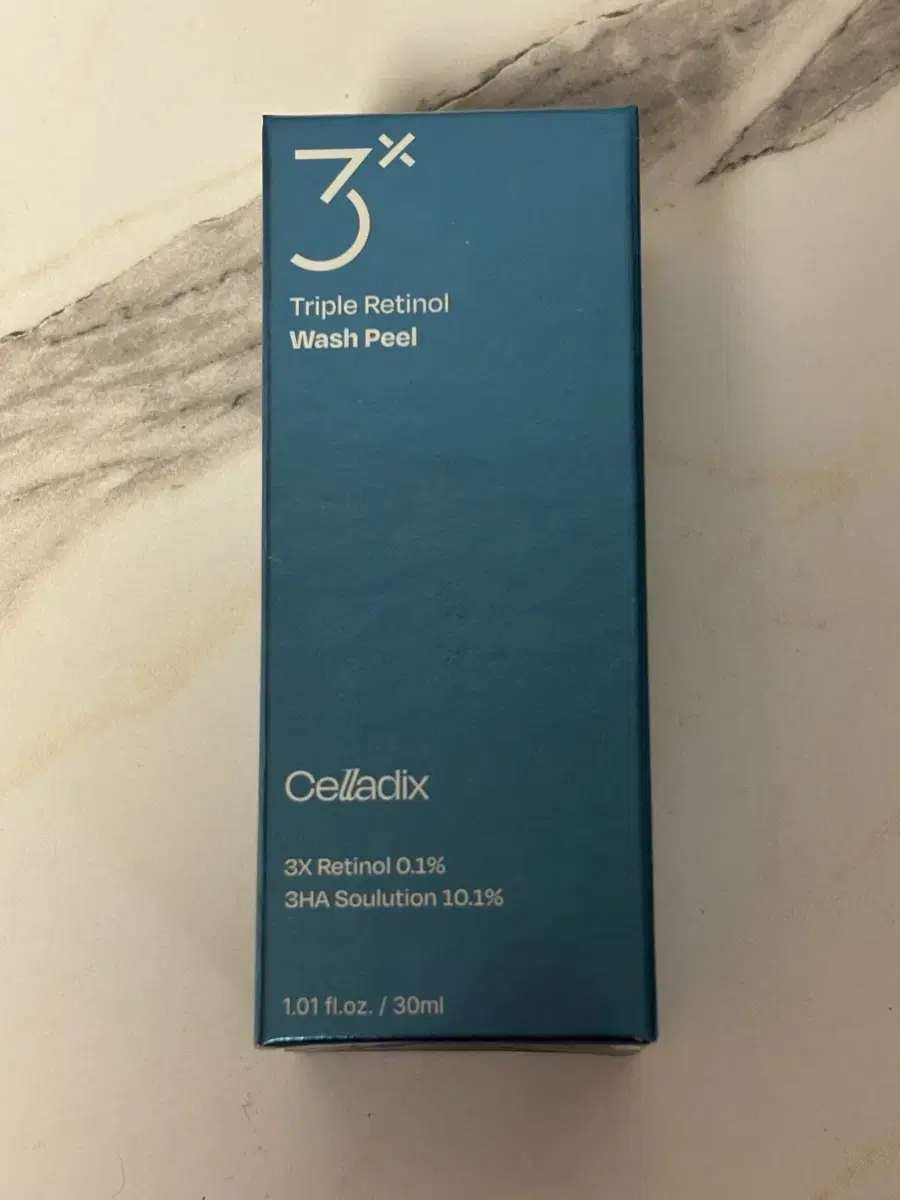 3x
Triple Retinol
Wash Peel
Celladix
3X Retinol 0.1%
3HA Soulution 10.1%
1.01 fl.oz. / 30ml